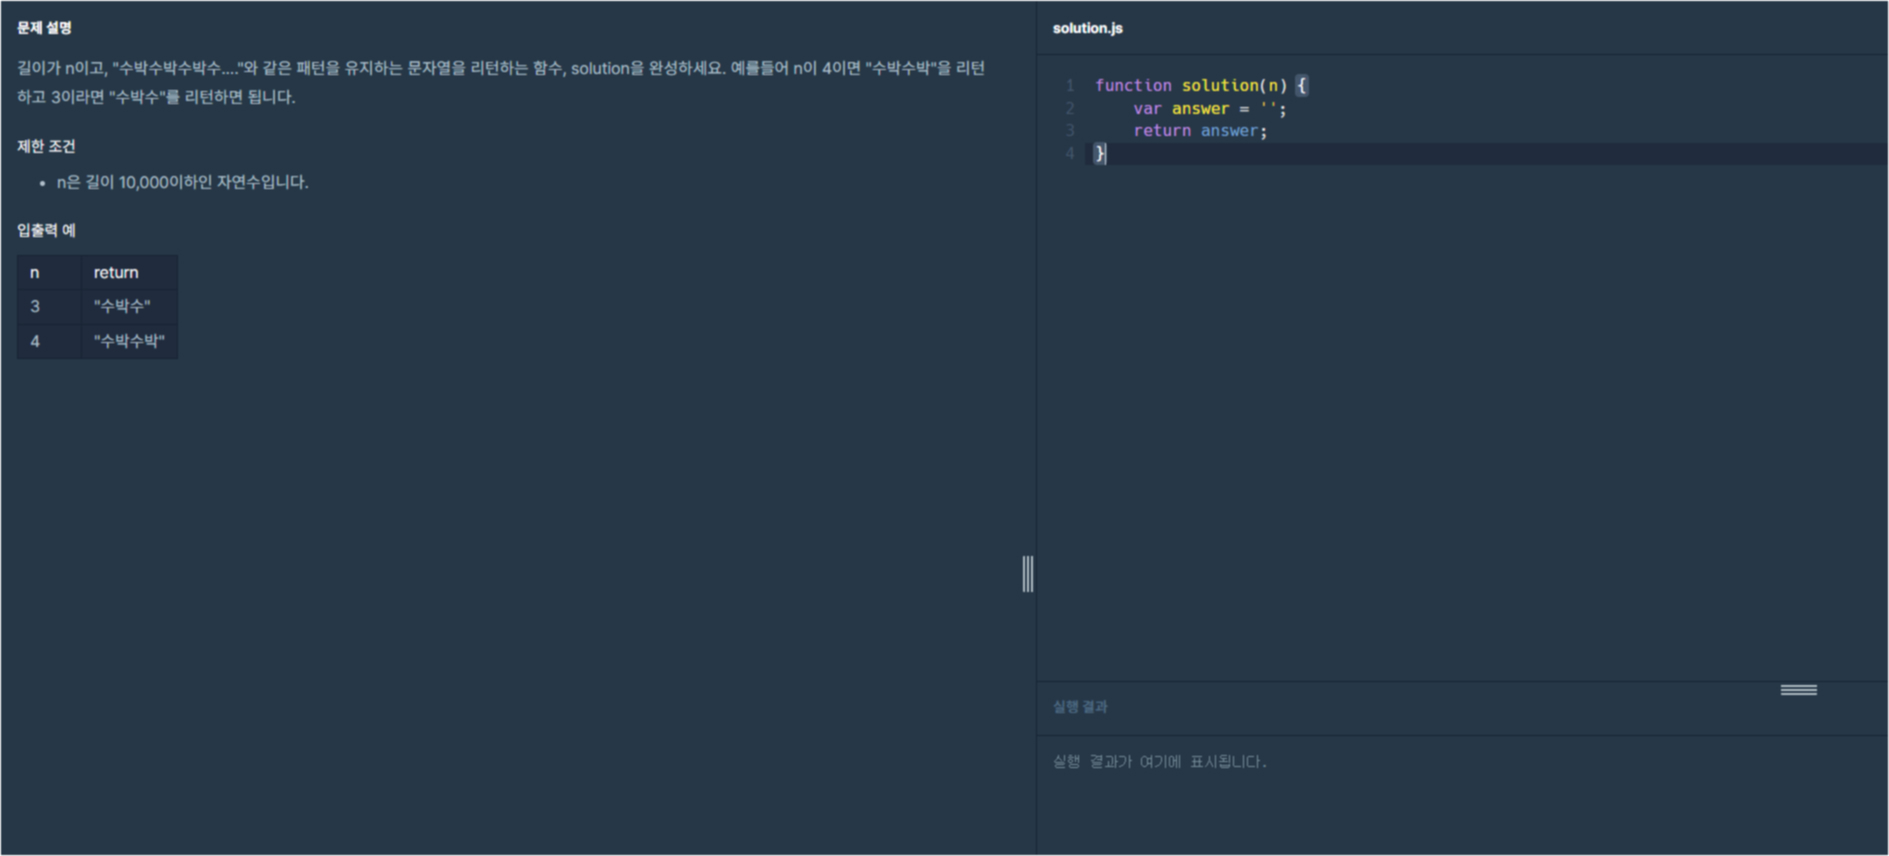 문제 설명
길이가 n이고, "수박수박수박수...."와 같은 패턴을 유지하는 문자열을 리턴하는 함수, solution을 완성하세요. 예를들어 n이 4이면 "수박수박"을 리턴
하고 3이라면 "수박수"를 리턴하면 됩니다.
제한 조건
• n은 길이 10,000이하인 자연수입니다.
입출력 예
n return
3 "수박수"
4 "수박수박"
solution.js
1 function solution(n) {
2 var answer = '';
3 return answer;
4 }
실행 결과
실행 결과가 여기에 표시됩니다.